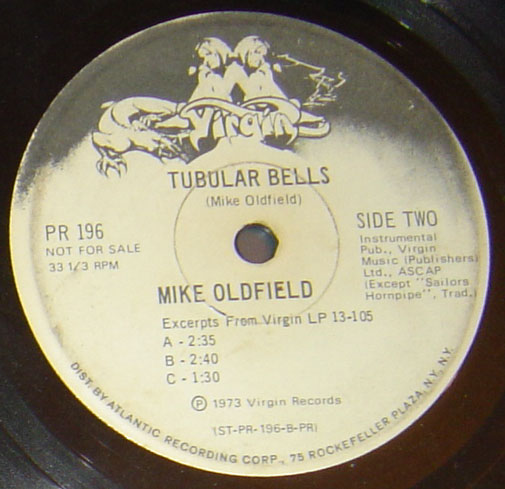 Virgin
TUBULAR BELLS
(Mike Oldfield)
PR 196
NOT FOR SALE
33 1/3 RPM
SIDE TWO
Instrumental
Pub., Virgin
Music (Publishers)
Ltd., ASCAP
(Except "Sailors
Hornpipe", Trad.)
MIKE OLDFIELD
Excerpts From Virgin LP 13-105
A - 2:35
B - 2:40
C - 1:30
℗ 1973 Virgin Records
(ST-PR-196-B-PR)
DIST. BY ATLANTIC RECORDING CORP., 75 ROCKEFELLER PLAZA, N.Y., N.Y.